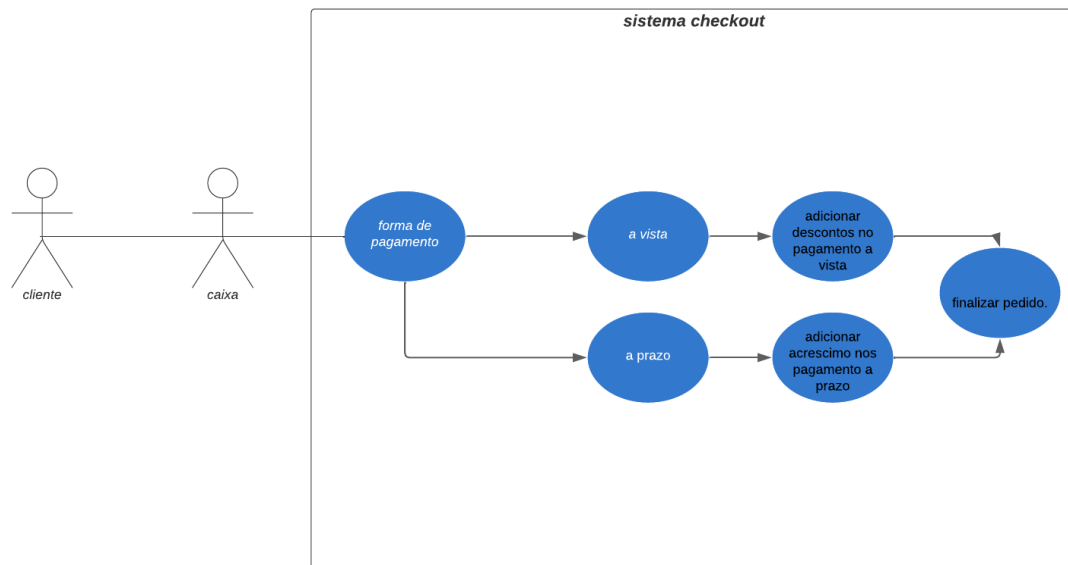 sistema checkout
cliente
caixa
forma de
pagamento
a vista
adicionar
descontos no
pagamento a
vista
finalizar pedido.
a prazo
adicionar
acrescimo nos
pagamento a
prazo